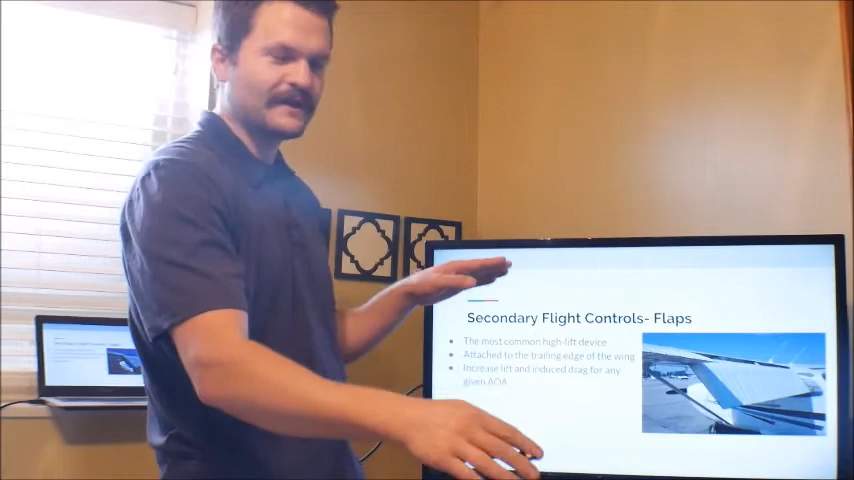 Secondary Flight Controls- Flaps
The most common high-lift device
Attached to the trailing edge of the wing
Increase lift and induced drag for any
given AOA